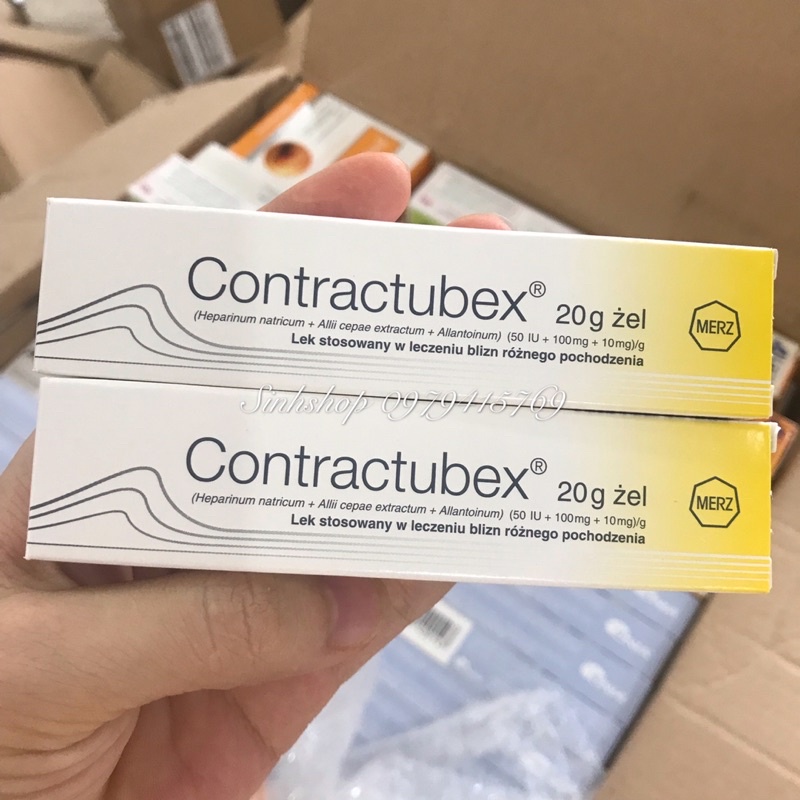 Contractubex® 20g żel
(Heparinum natricum + Allii cepae extractum + Allantoinum) (50 IU + 100mg + 10mg)/g
Lek stosowany w leczeniu blizn różnego pochodzenia
MERZ
Sinhshop 0979415769
Contractubex® 20g żel
(Heparinum natricum + Allii cepae extractum + Allantoinum) (50 IU + 100mg + 10mg)/g
Lek stosowany w leczeniu blizn różnego pochodzenia
MERZ